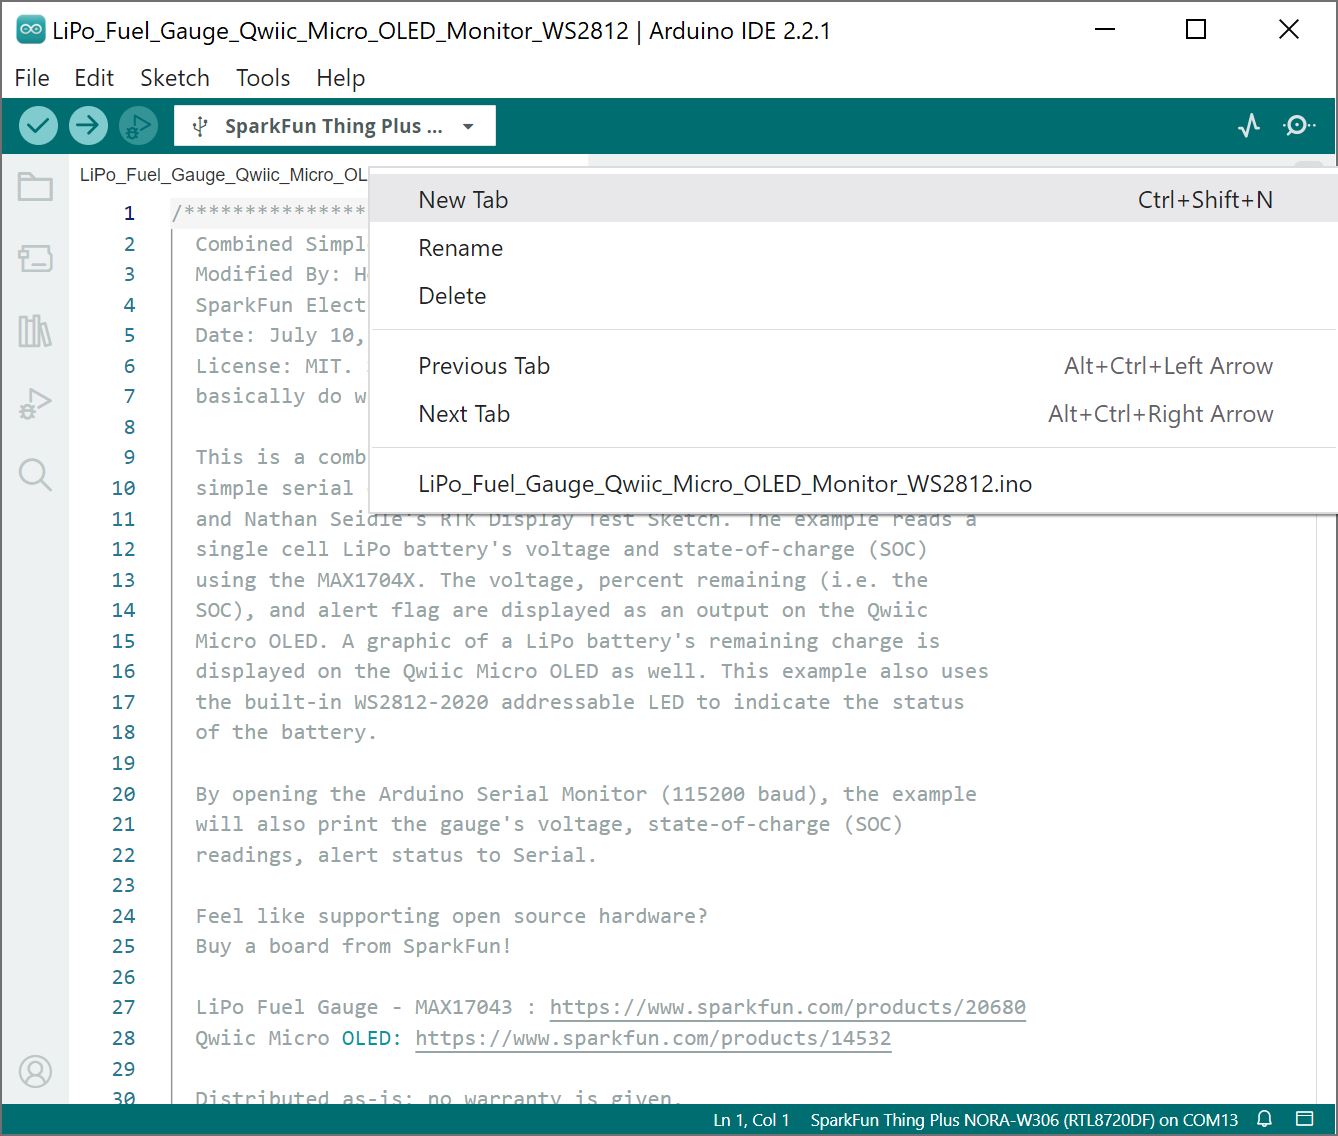 LiPo_Fuel_Gauge_Qwiic_Micro_OLED_Monitor_WS2812 | Arduino IDE 2.2.1
File Edit Sketch Tools Help
SparkFun Thing Plus ...
LiPo_Fuel_Gauge_Qwiic_Micro_OL
New Tab Ctrl+Shift+N
Rename
Delete
Previous Tab Alt+Ctrl+Left Arrow
Next Tab Alt+Ctrl+Right Arrow
LiPo_Fuel_Gauge_Qwiic_Micro_OLED_Monitor_WS2812.ino
1 /***************
2 Combined Simpl
3 Modified By: H
4 SparkFun Elect
5 Date: July 10,
6 License: MIT.
7 basically do w
8
9 This is a comb
10 simple serial
11 and Nathan Seidle's RTK Display Test Sketch. The example reads a
12 single cell LiPo battery's voltage and state-of-charge (SOC)
13 using the MAX1704X. The voltage, percent remaining (i.e. the
14 SOC), and alert flag are displayed as an output on the Qwiic
15 Micro OLED. A graphic of a LiPo battery's remaining charge is
16 displayed on the Qwiic Micro OLED as well. This example also uses
17 the built-in WS2812-2020 addressable LED to indicate the status
18 of the battery.
19
20 By opening the Arduino Serial Monitor (115200 baud), the example
21 will also print the gauge's voltage, state-of-charge (SOC)
22 readings, alert status to Serial.
23
24 Feel like supporting open source hardware?
25 Buy a board from SparkFun!
26
27 LiPo Fuel Gauge - MAX17043 : https://www.sparkfun.com/products/20680
28 Qwiic Micro OLED: https://www.sparkfun.com/products/14532
29
30 Distributed as-is; no warranty is given.
Ln 1, Col 1 SparkFun Thing Plus NORA-W306 (RTL8720DF) on COM13